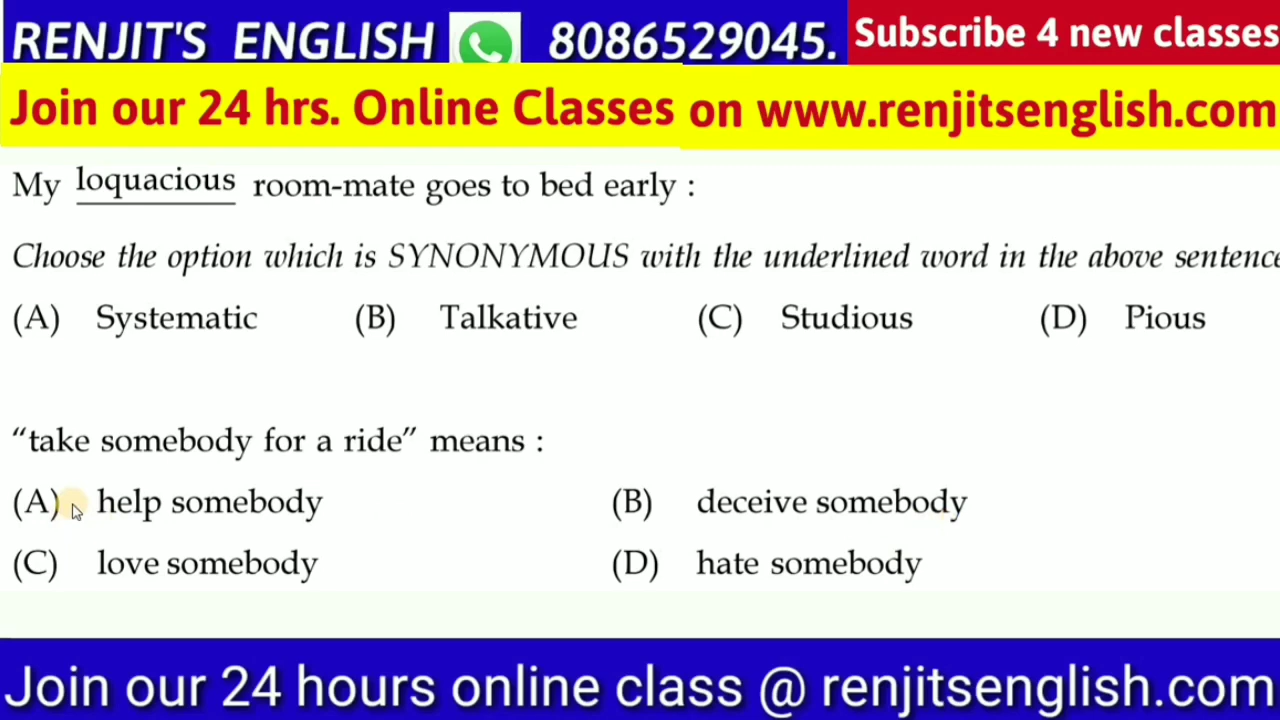 RENJIT'S ENGLISH 8086529045. Subscribe 4 new classes
Join our 24 hrs. Online Classes on www.renjitsenglish.com
My loquacious room-mate goes to bed early :
Choose the option which is SYNONYMOUS with the underlined word in the above sentence
(A) Systematic (B) Talkative (C) Studious (D) Pious
“take somebody for a ride” means :
(A) help somebody (B) deceive somebody
(C) love somebody (D) hate somebody
Join our 24 hours online class @ renjitsenglish.com